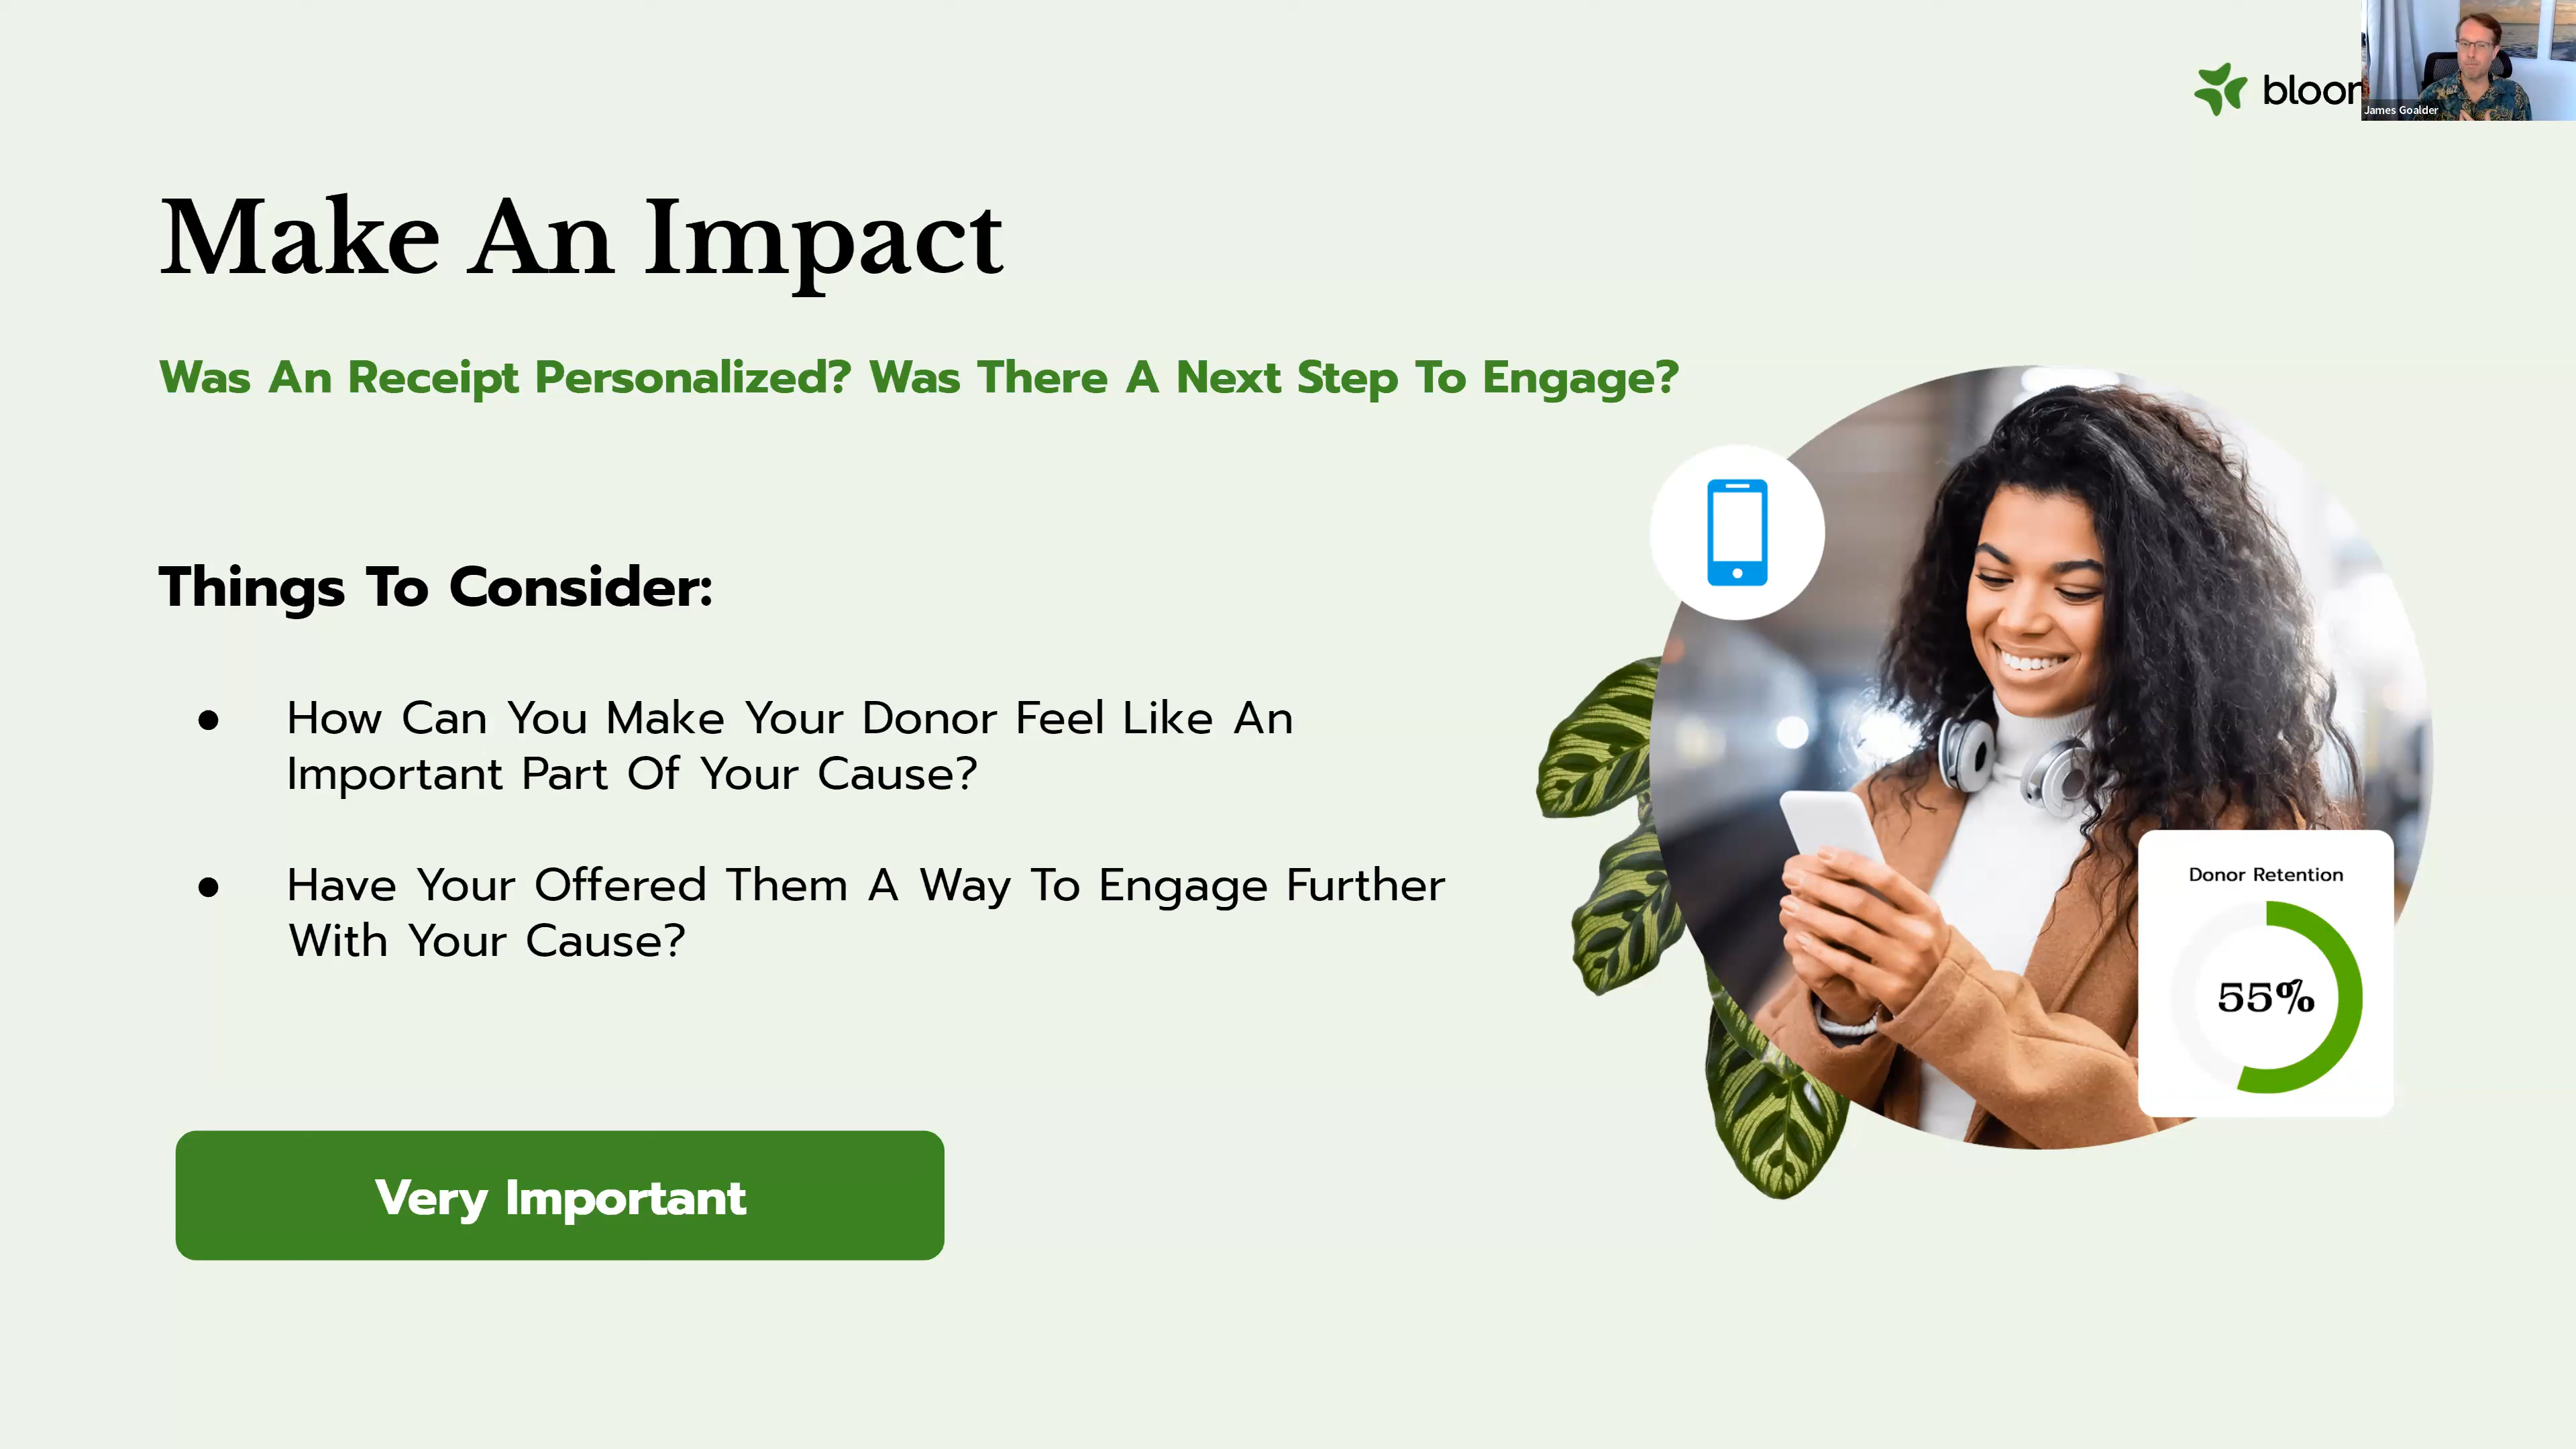 bloom
James Goalder
Make An Impact
Was An Receipt Personalized? Was There A Next Step To Engage?
Things To Consider:
● How Can You Make Your Donor Feel Like An
Important Part Of Your Cause?
● Have Your Offered Them A Way To Engage Further
With Your Cause?
Donor Retention
55%
Very Important